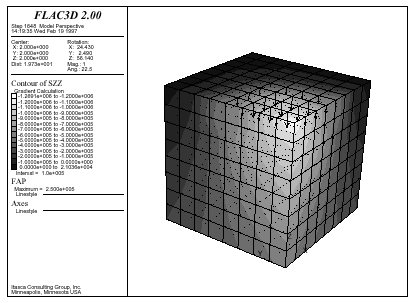 FLAC3D 2.00
Step 1648 Model Perspective
14:19:35 Wed Feb 19 1997
Center: Rotation:
X: 2.000e+000 X: 24.430
Y: 2.000e+000 Y: 2.490
Z: 2.000e+000 Z: 56.140
Dist: 1.973e+001 Mag.: 1
Ang.: 22.5
Contour of SZZ
Gradient Calculation
-1.2691e+006 to -1.2000e+006
-1.2000e+006 to -1.1000e+006
-1.1000e+006 to -1.0000e+006
-1.0000e+006 to -9.0000e+005
-9.0000e+005 to -8.0000e+005
-8.0000e+005 to -7.0000e+005
-7.0000e+005 to -6.0000e+005
-6.0000e+005 to -5.0000e+005
-5.0000e+005 to -4.0000e+005
-4.0000e+005 to -3.0000e+005
-3.0000e+005 to -2.0000e+005
-2.0000e+005 to -1.0000e+005
-1.0000e+005 to 0.0000e+000
0.0000e+000 to 2.1036e+004
Interval = 1.0e+005
FAP
Maximum = 2.500e+005
Linestyle
Axes
Linestyle
Itasca Consulting Group, Inc.
Minneapolis, Minnesota USA